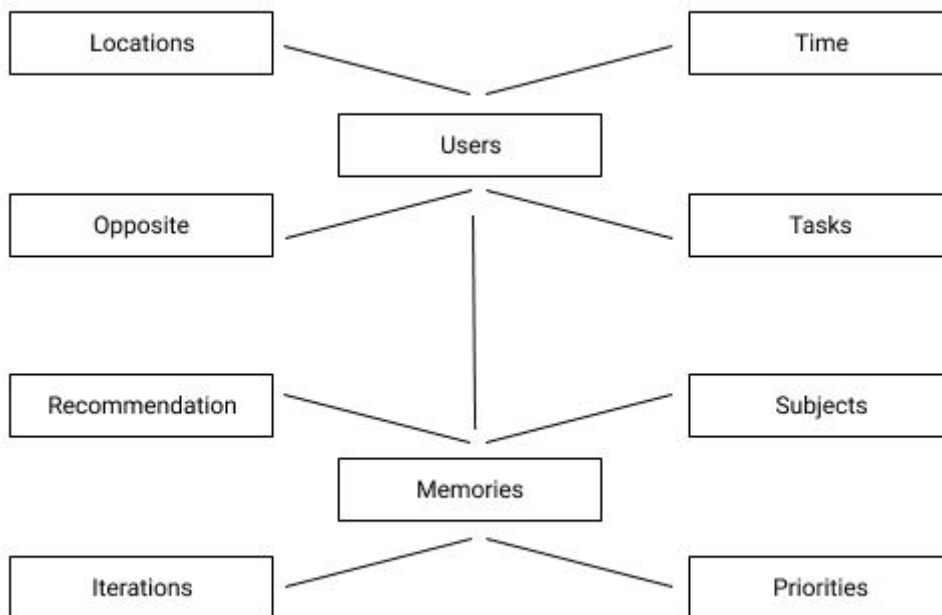 Locations
Time
Users
Opposite
Tasks
Recommendation
Subjects
Memories
Iterations
Priorities